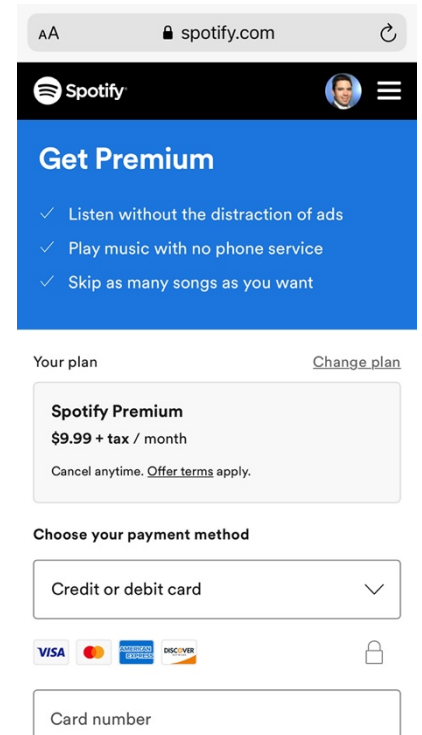 AA
spotify.com
Spotify
Get Premium
Listen without the distraction of ads
Play music with no phone service
Skip as many songs as you want
Your plan
Change plan
Spotify Premium
$9.99 + tax / month
Cancel anytime. Offer terms apply.
Choose your payment method
Credit or debit card
VISA
AMERICAN
EXPRESS
DISCOVER
Card number